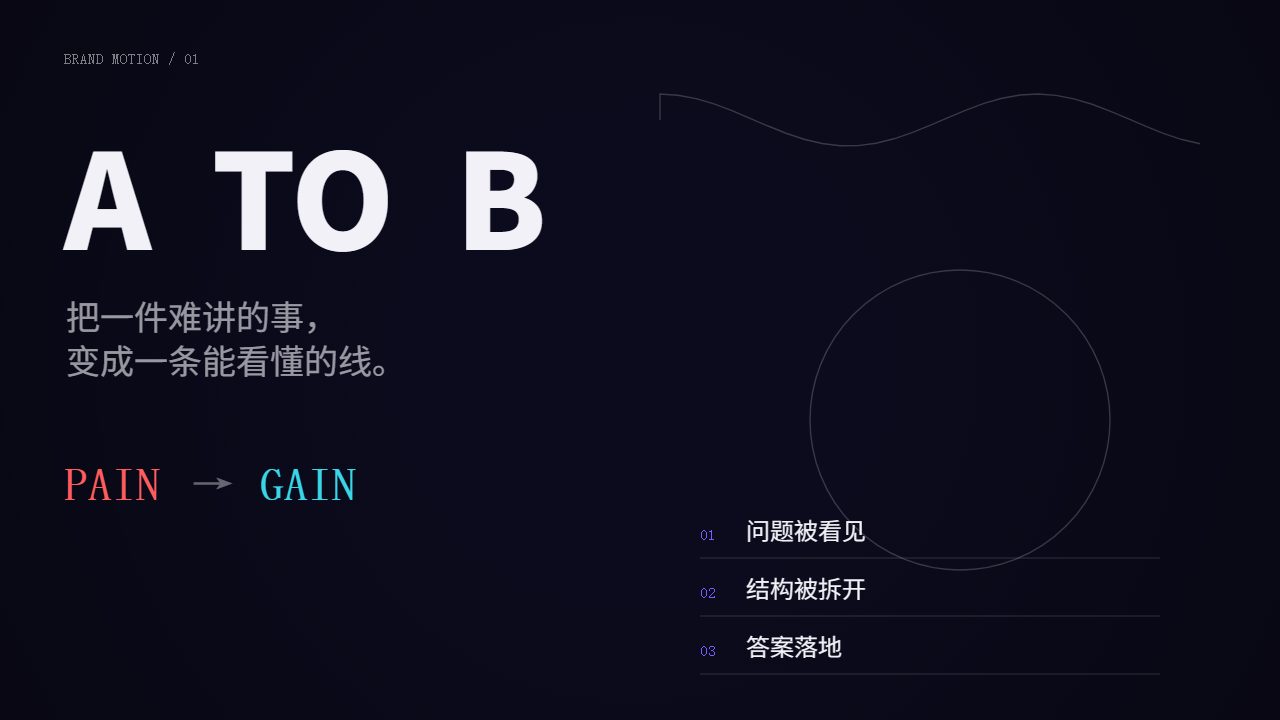 BRAND MOTION / 01
A TO B
把一件难讲的事，
变成一条能看懂的线。
PAIN → GAIN
01 问题被看见
02 结构被拆开
03 答案落地